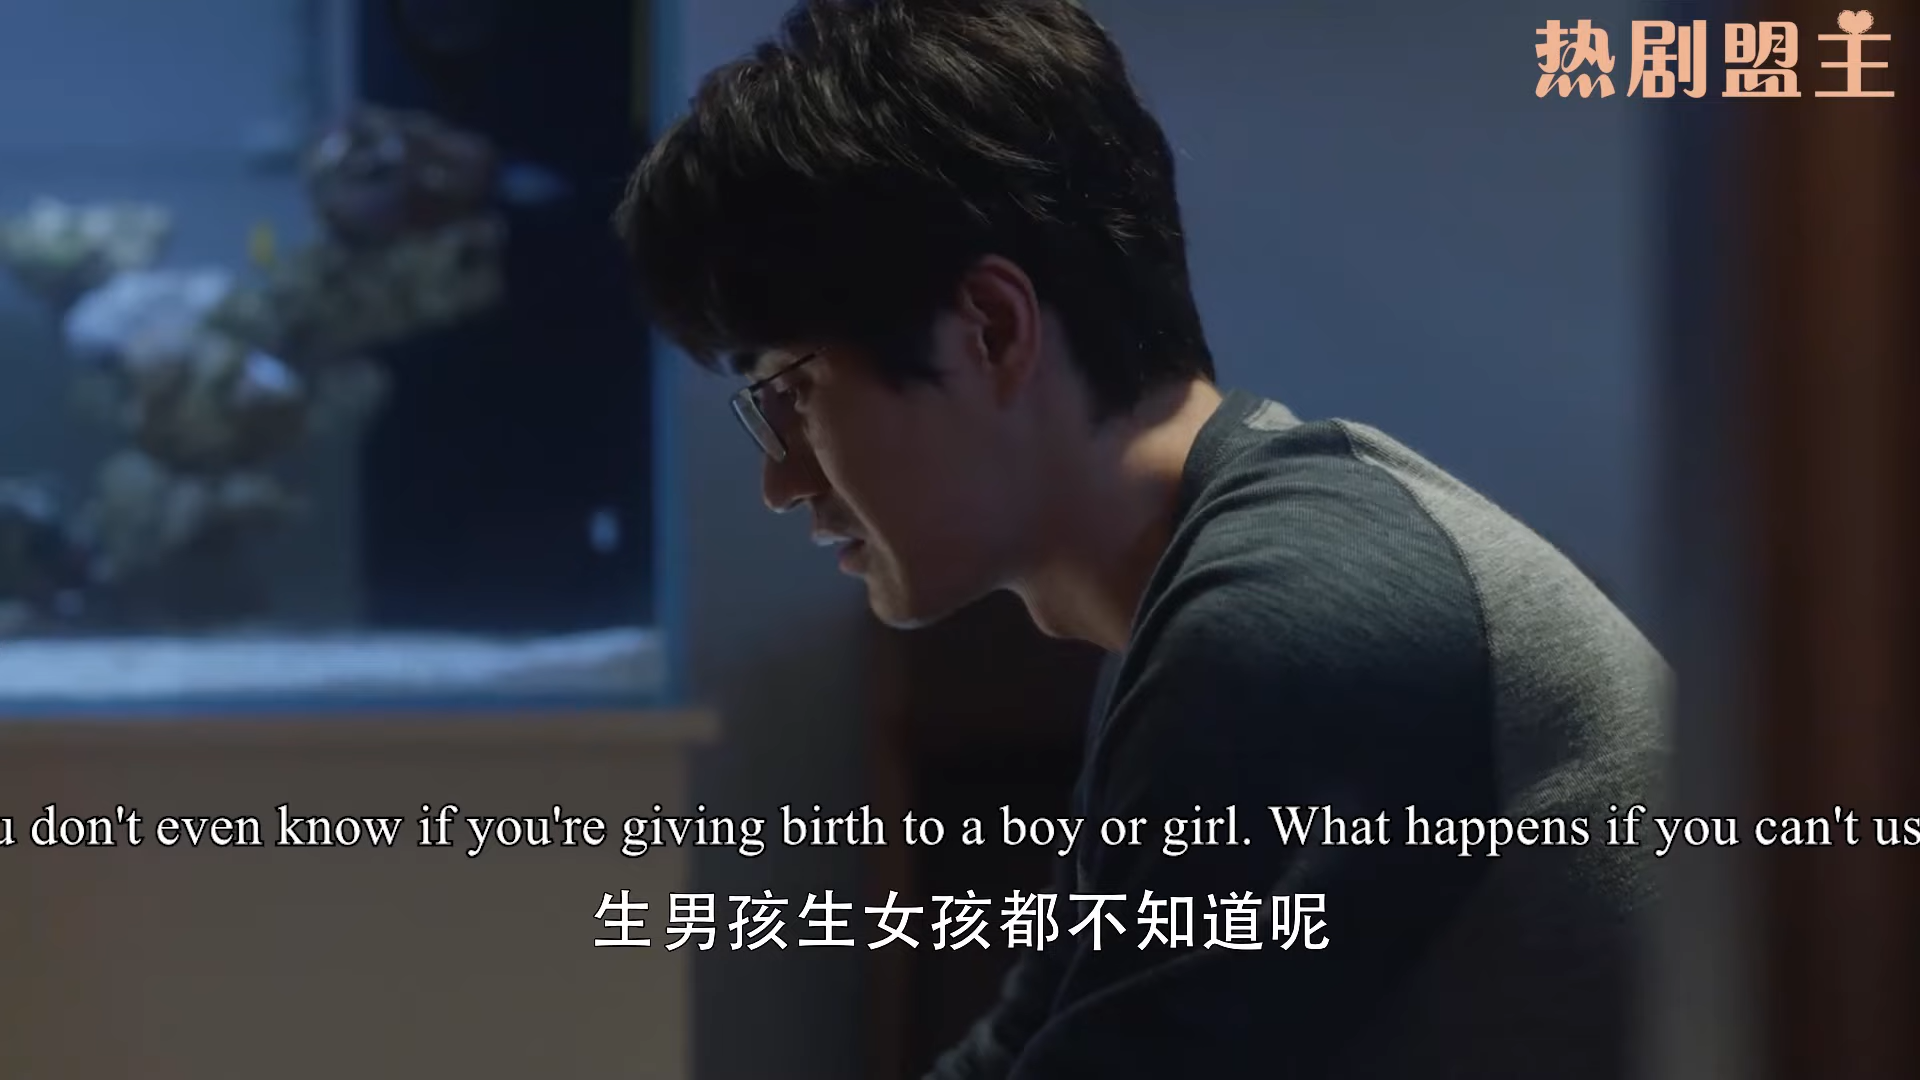 热剧盟主
don't even know if you're giving birth to a boy or girl. What happens if you can't us
生男孩生女孩都不知道呢